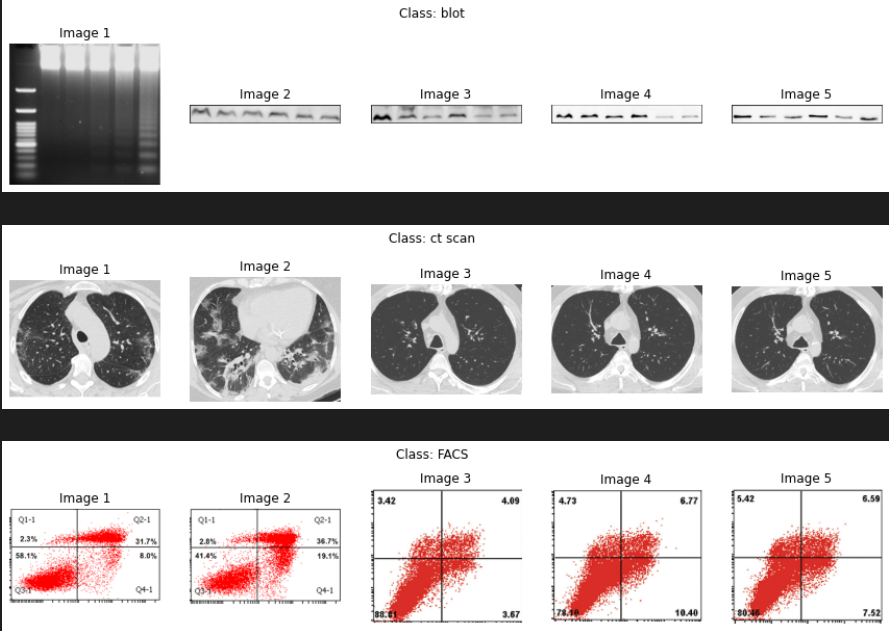 Class: blot
Image 1
Image 2
Image 3
Image 4
Image 5
Class: ct scan
Image 1
Image 2
Image 3
Image 4
Image 5
Class: FACS
Image 1
Image 2
Image 3
Image 4
Image 5
Q1-1
Q2-1
2.3%
31.7%
58.1%
8.0%
Q3-1
Q4-1
Q1-1
Q2-1
2.8%
36.7%
41.4%
19.1%
Q4-1
3.42
4.09
3.67
4.73
6.77
10.40
5.42
6.59
7.52